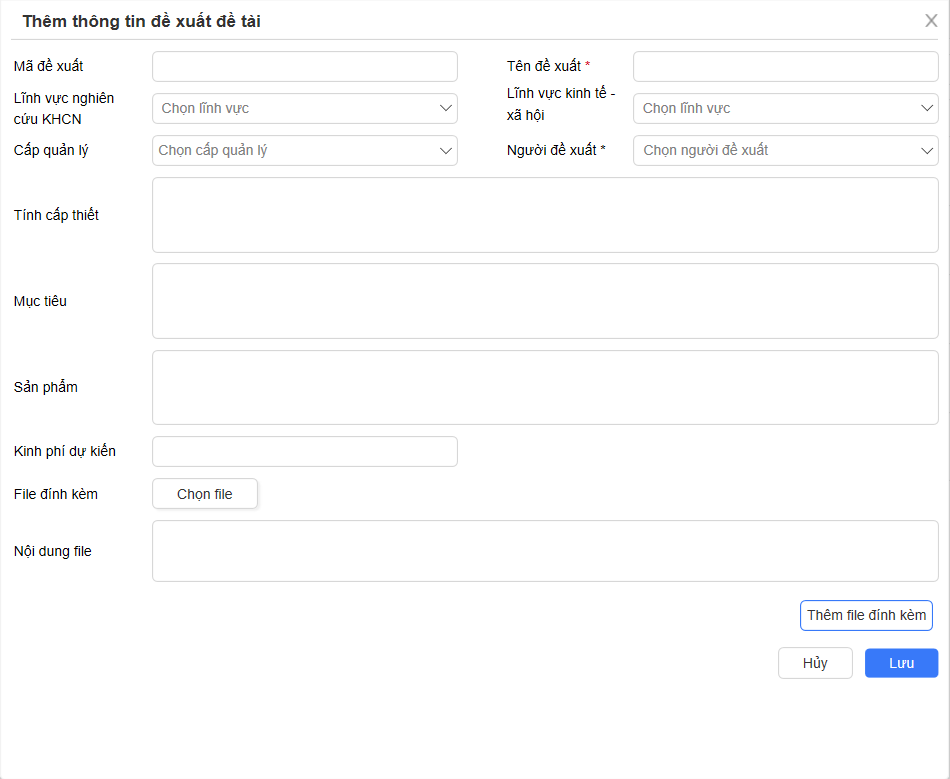 Thêm thông tin đề xuất đề tài
Mã đề xuất
Tên đề xuất *
Lĩnh vực nghiên
cứu KHCN
Chọn lĩnh vực
Lĩnh vực kinh tế -
xã hội
Chọn lĩnh vực
Cấp quản lý
Chọn cấp quản lý
Người đề xuất *
Chọn người đề xuất
Tính cấp thiết
Mục tiêu
Sản phẩm
Kinh phí dự kiến
File đính kèm
Chọn file
Nội dung file
Thêm file đính kèm
Hủy
Lưu